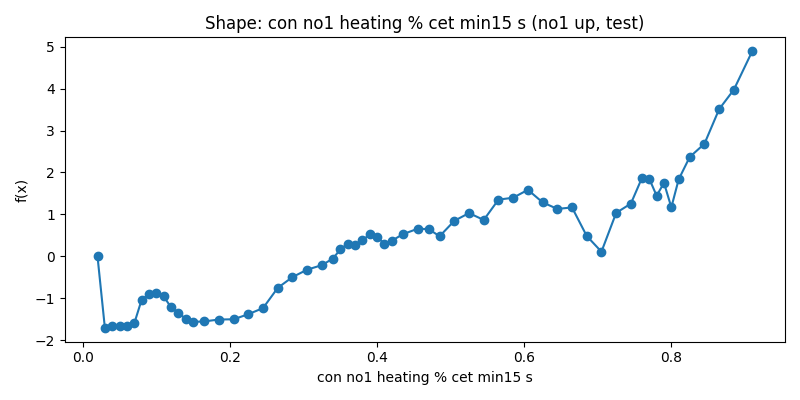 Shape: con no1 heating % cet min15 s (no1 up, test)
f(x)
5
4
3
2
1
0
−1
−2
0.0 0.2 0.4 0.6 0.8
con no1 heating % cet min15 s